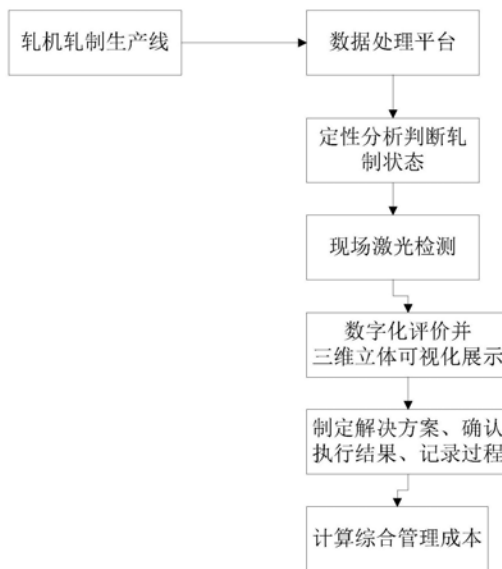 轧机轧制生产线
数据处理平台
定性分析判断轧
制状态
现场激光检测
数字化评价并
三维立体可视化展示
制定解决方案、确认
执行结果、记录过程
计算综合管理成本